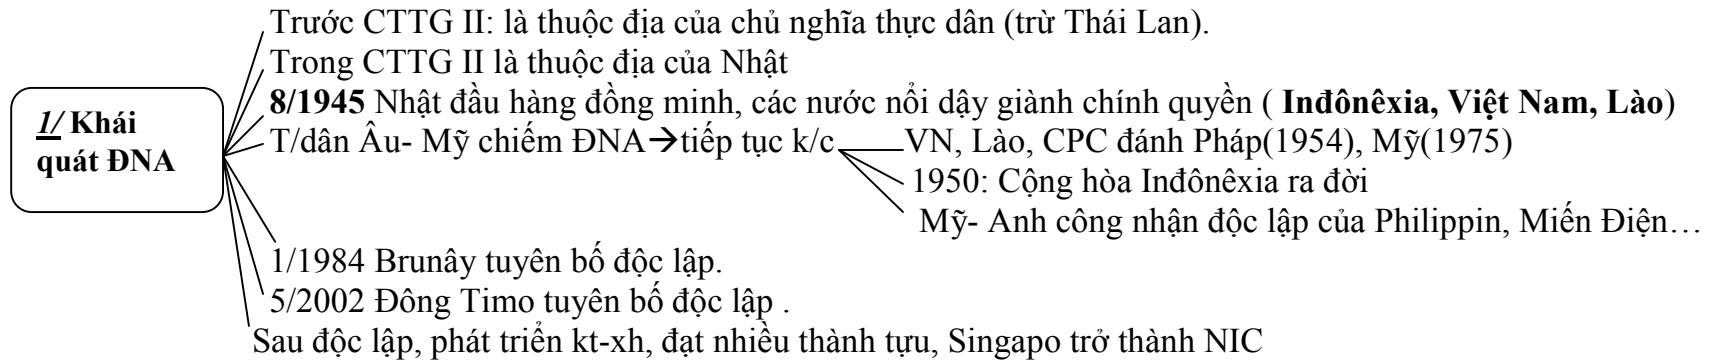 Trước CTTG II: là thuộc địa của chủ nghĩa thực dân (trừ Thái Lan).
Trong CTTG II là thuộc địa của Nhật
1/ Khái
quát ĐNA
8/1945 Nhật đầu hàng đồng minh, các nước nổi dậy giành chính quyền ( Inđônêxia, Việt Nam, Lào)
T/dân Âu- Mỹ chiếm ĐNA→tiếp tục k/c
VN, Lào, CPC đánh Pháp(1954), Mỹ(1975)
1950: Cộng hòa Inđônêxia ra đời
Mỹ- Anh công nhận độc lập của Philippin, Miến Điện…
1/1984 Brunây tuyên bố độc lập.
5/2002 Đông Timo tuyên bố độc lập .
Sau độc lập, phát triển kt-xh, đạt nhiều thành tựu, Singapo trở thành NIC